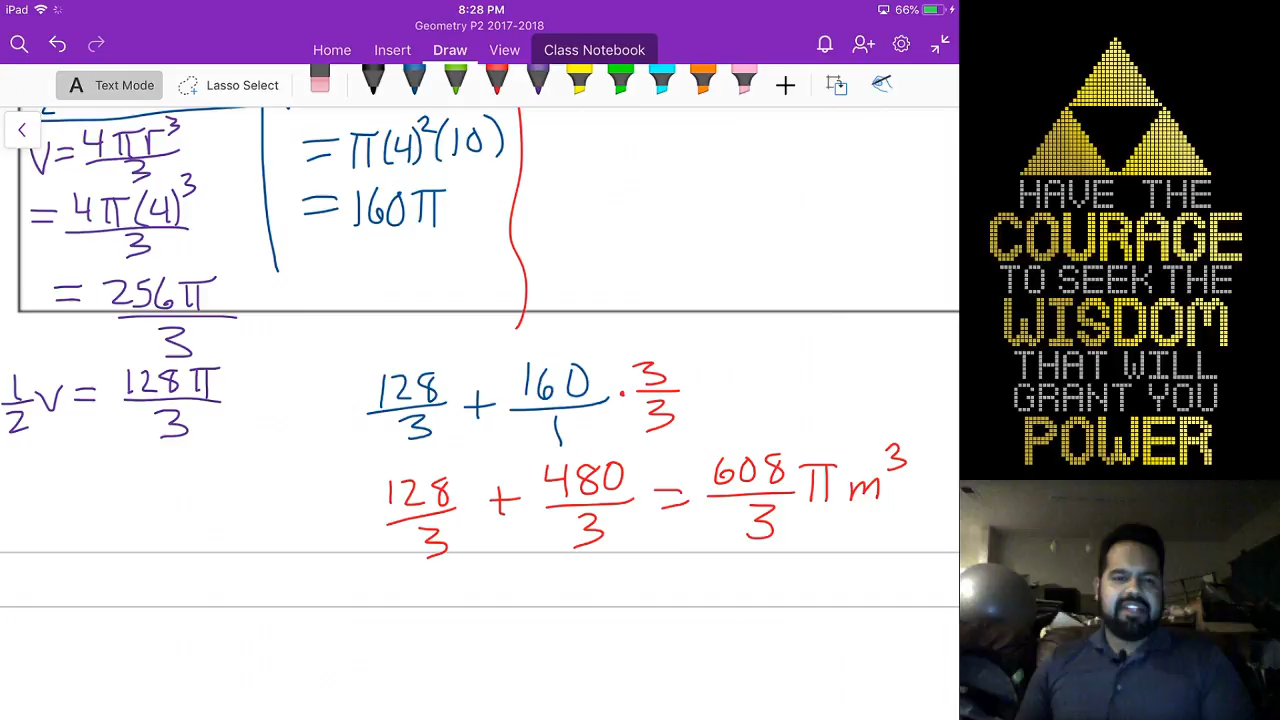 iPad 8:28 PM 66%
Geometry P2 2017-2018
Home Insert Draw View Class Notebook
A Text Mode Lasso Select
V = 4πr³/3
= 4π(4)³/3
= 256π/3
1/2 V = 128π/3
= π(4)²(10)
= 160π
128/3 + 160/1 · 3/3
128/3 + 480/3 = 608/3 π m³
HAVE THE
COURAGE
TO SEEK THE
WISDOM
THAT WILL
GRANT YOU
POWER